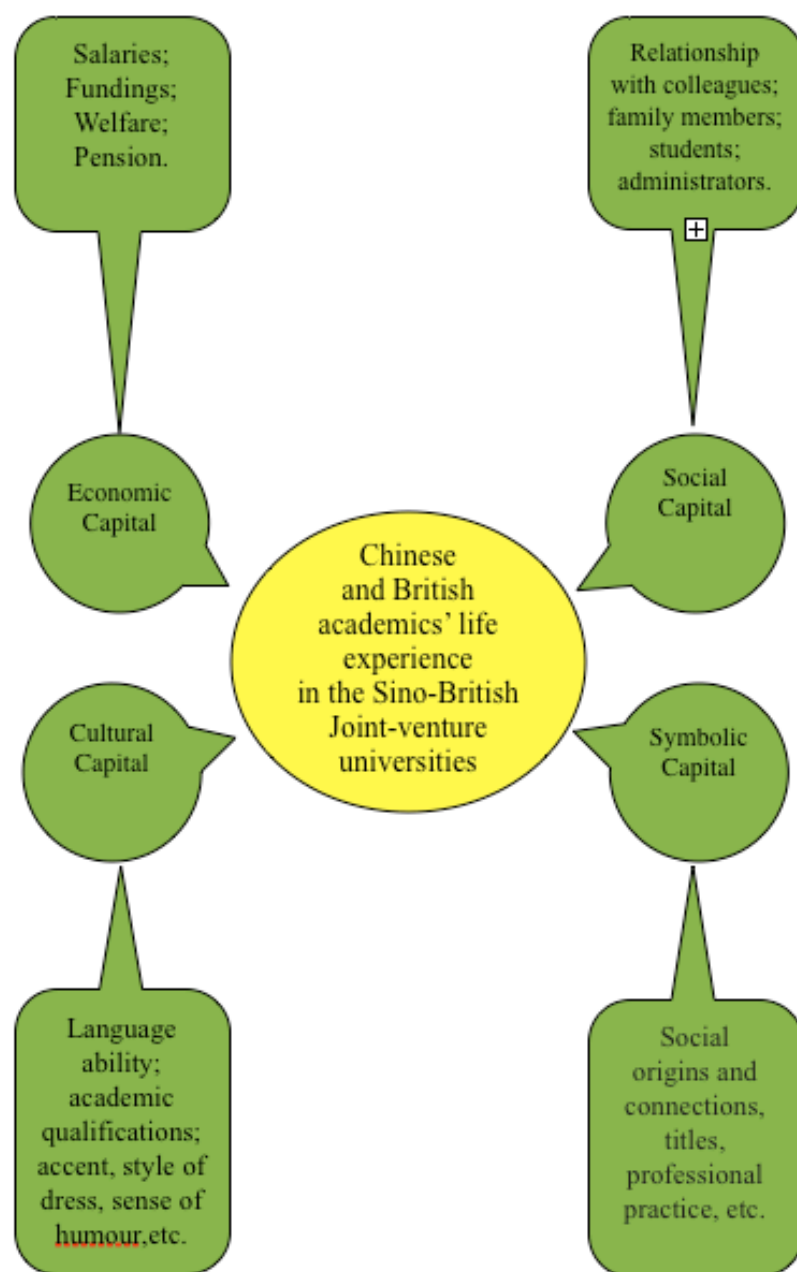 Salaries;
Fundings;
Welfare;
Pension.
Relationship
with colleagues;
family members;
students;
administrators.
Economic
Capital
Social
Capital
Chinese
and British
academics’ life
experience
in the Sino-British
Joint-venture
universities
Cultural
Capital
Symbolic
Capital
Language
ability;
academic
qualifications;
accent, style of
dress, sense of
humour,etc.
Social
origins and
connections,
titles,
professional
practice, etc.